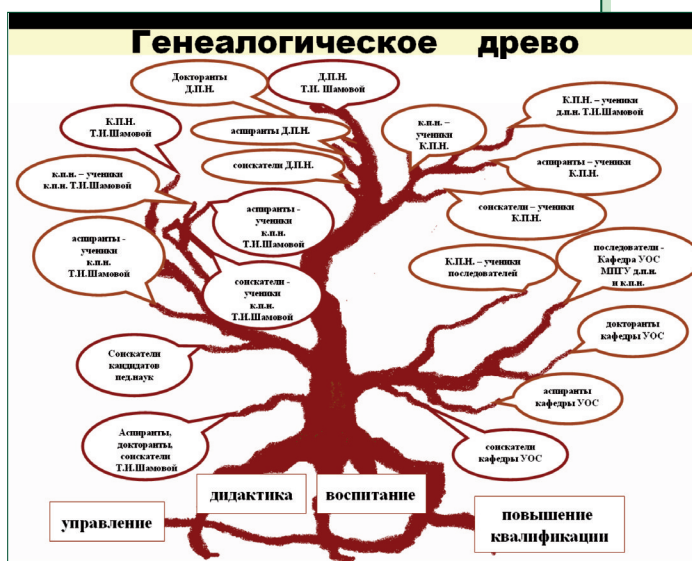 Генеалогическое древо
Докторанты
Д.П.Н.
Д.П.Н.
Т.И. Шамовой
К.П.Н. – ученики
д.п.н. Т.И.Шамовой
К.П.Н.
Т.И.Шамовой
аспиранты Д.П.Н.
к.п.н. –
ученики
К.П.Н.
соискатели Д.П.Н.
аспиранты – ученики
К.П.Н.
к.п.н. – ученики
к.п.н. Т.И.Шамовой
аспиранты -
ученики
к.п.н.
Т.И.Шамовой
соискатели – ученики
К.П.Н.
аспиранты -
ученики
к.п.н.
Т.И.Шамовой
К.П.Н. – ученики
последователей
последователи -
Кафедра УОС
МПГУ д.п.н.
и к.п.н.
соискатели -
ученики
к.п.н.
Т.И.Шамовой
докторанты
кафедры УОС
Соискатели
кандидатов
пед.наук
аспиранты
кафедры УОС
Аспиранты,
докторанты,
соискатели
Т.И.Шамовой
соискатели
кафедры УОС
дидактика
воспитание
управление
повышение
квалификации